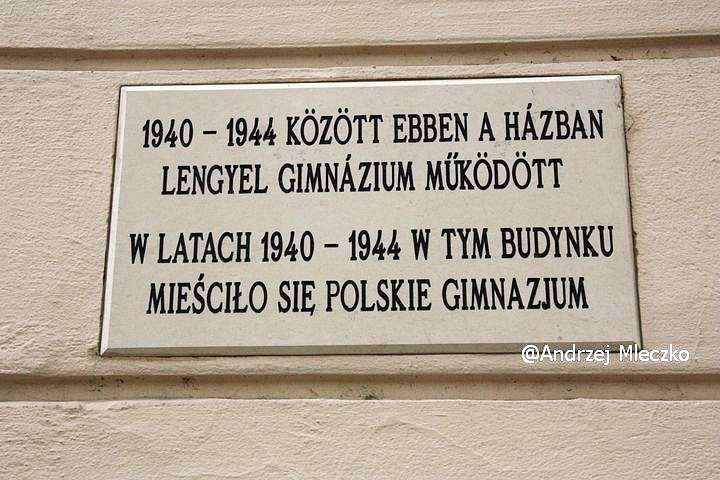 1940 – 1944 KÖZÖTT EBBEN A HÁZBAN
LENGYEL GIMNÁZIUM MŰKÖDÖTT
W LATACH 1940 – 1944 W TYM BUDYNKU
MIEŚCIŁO SIĘ POLSKIE GIMNAZJUM
@Andrzej Mleczko